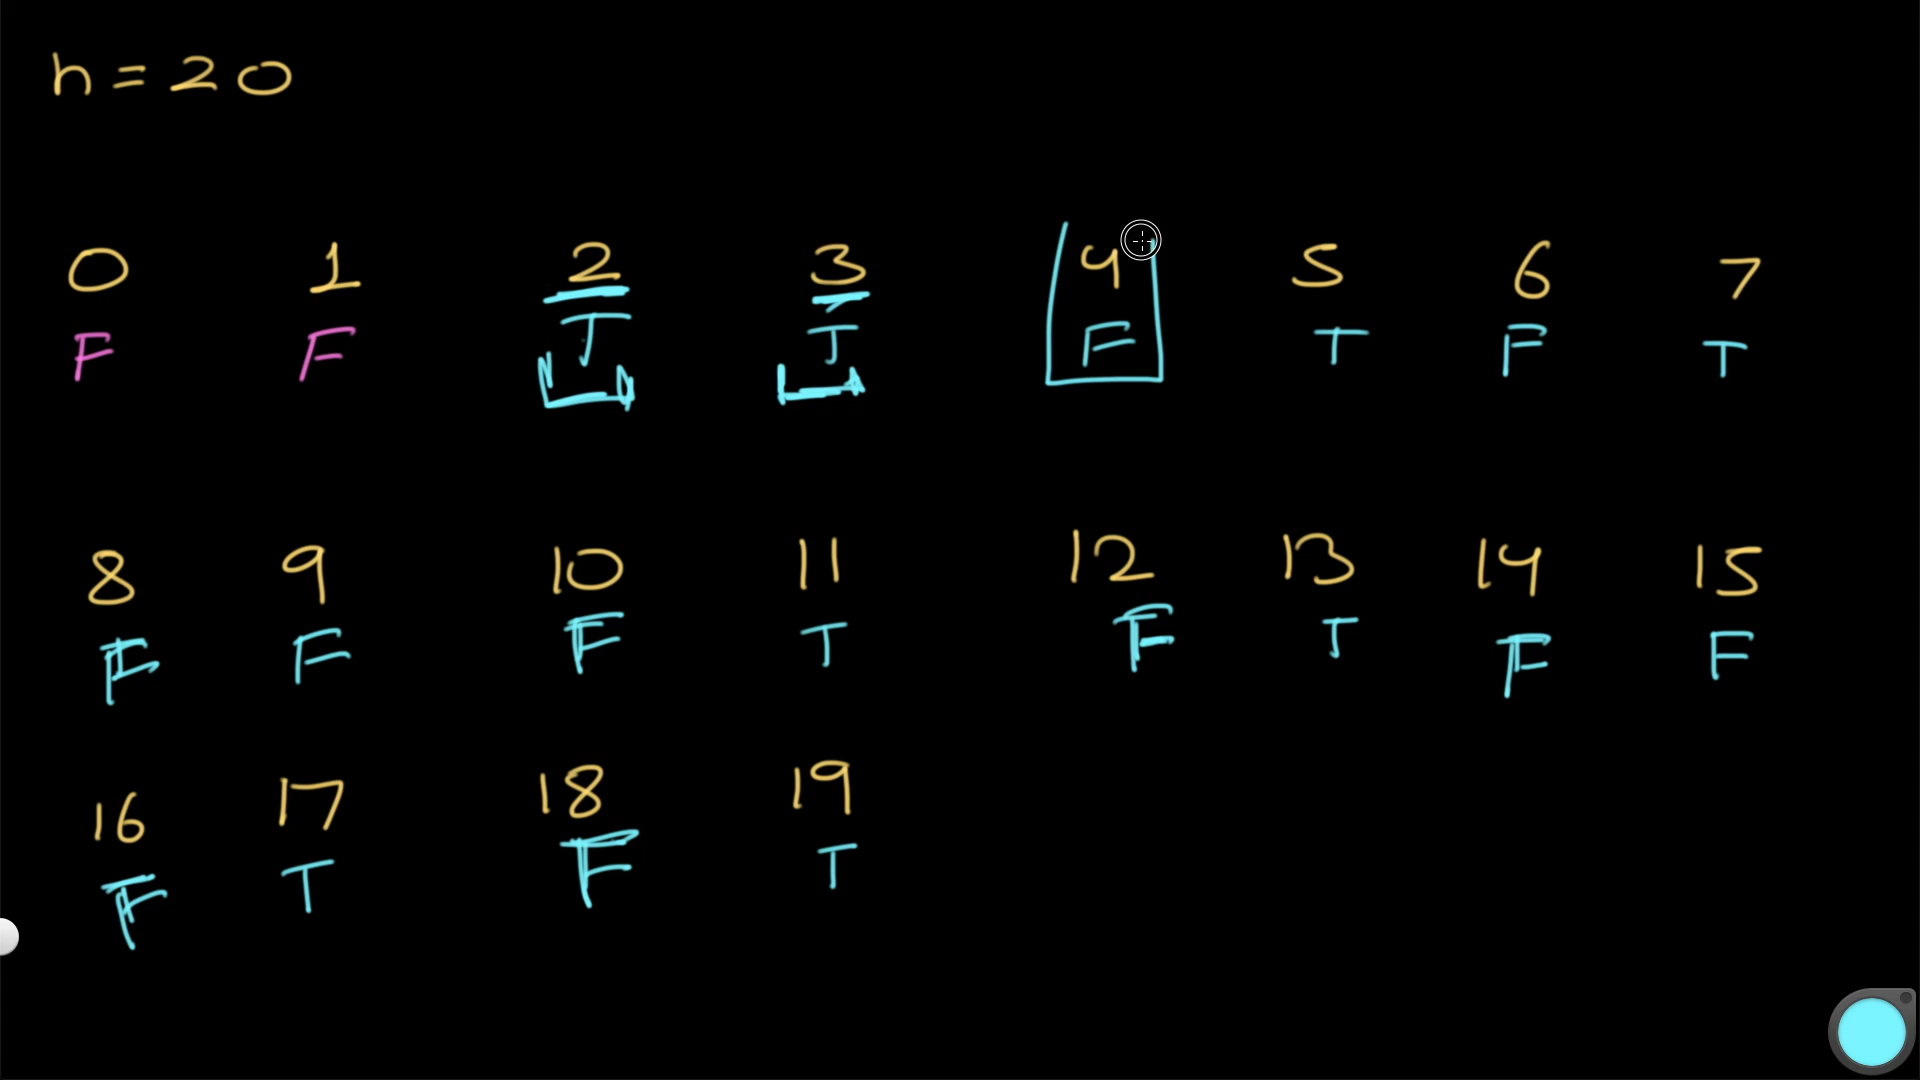 n = 20
0 1 2 3 4 5 6 7
F F T T F T F T
8 9 10 11 12 13 14 15
F F F T F T F F
16 17 18 19
F T F T